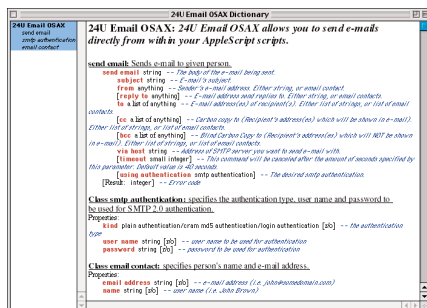 24U Email OSAX Dictionary
24U Email OSAX
send email
smtp authentication
email contact
24U Email OSAX: 24U Email OSAX allows you to send e-mails
directly from within your AppleScript scripts.
send email: Sends e-mail to given person.
send email string -- The body of the e-mail being sent.
subject string -- E-mail subject.
from anything -- Sender's e-mail address. Either string, or email contact.
[reply to anything] -- E-mail address send replies to. Either string, or email contact.
to a list of anything -- E-mail address(es) of recipient(s). Either list of strings, or list of email
contacts.
[cc a list of anything] -- Carbon copy to (Recipient's address(es) which will be shown in e-mail).
Either list of strings, or list of email contacts.
[bcc a list of anything] -- Blind Carbon Copy to (Recipient's address(es) which will NOT be shown
in e-mail). Either list of strings, or list of email contacts.
via host string -- Address of SMTP server you want to send e-mail with.
[timeout small integer] -- This command will be canceled after the amount of seconds specified by
this parameter. Default value is 40 seconds.
[using authentication smtp authentication] -- The desired smtp authentication.
[Result: integer] -- Error code
Class smtp authentication: specifies the authentication type, user name and password to
be used for SMTP 2.0 authentication.
Properties:
kind plain authentication/cram md5 authentication/login authentication [r/o] -- the authentication
type
user name string [r/o] -- user name to be used for authentication
password string [r/o] -- password to be used for authentication
Class email contact: specifies person's name and e-mail address.
Properties:
email address string [r/o] -- e-mail address (i.e. john@somedomain.com)
name string [r/o] -- user name (i.e. John Brown)